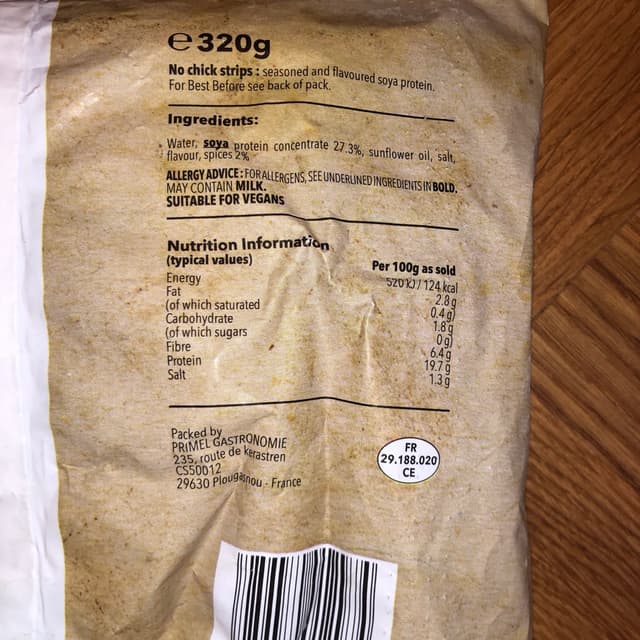 e 320g
No chick strips : seasoned and flavoured soya protein.
For Best Before see back of pack.
Ingredients:
Water, soya protein concentrate 27.3%, sunflower oil, salt,
flavour, spices 2%
ALLERGY ADVICE : FOR ALLERGENS, SEE UNDERLINED INGREDIENTS IN BOLD.
MAY CONTAIN MILK.
SUITABLE FOR VEGANS
Nutrition Information
(typical values) Per 100g as sold
Energy 520 kJ / 124 kcal
Fat 2.8 g
(of which saturated 0.4 g)
Carbohydrate 1.8 g
(of which sugars 0 g)
Fibre 6.4 g
Protein 19.7 g
Salt 1.3 g
Packed by
PRIMEL GASTRONOMIE
235, route de kerastren
CS50012
29630 Plougasnou - France
FR
29.188.020
CE